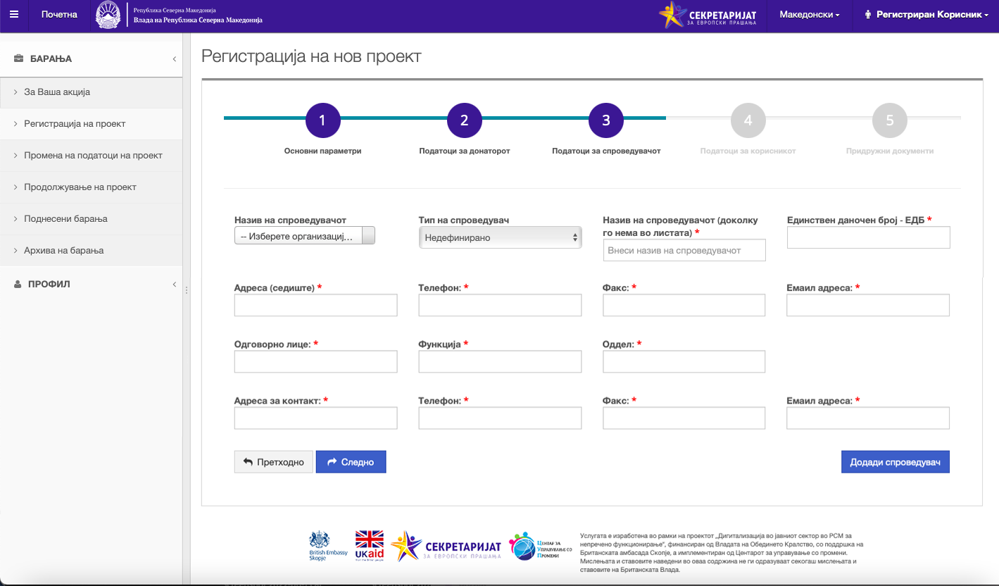 Почетна
Република Северна Македонија
Влада на Република Северна Македонија
СЕКРЕТАРИЈАТ
ЗА ЕВРОПСКИ ПРАШАЊА
Македонски
Регистриран Корисник
БАРАЊА
За Ваша акција
Регистрација на проект
Промена на податоци на проект
Продолжување на проект
Поднесени барања
Архива на барања
ПРОФИЛ
Регистрација на нов проект
1 2 3 4 5
Основни параметри Податоци за донаторот Податоци за спроведувачот Податоци за корисникот Придружни документи
Назив на спроведувачот
-- Изберете организациј...
Тип на спроведувач
Недефинирано
Назив на спроведувачот (доколку
го нема во листата) *
Внеси назив на спроведувачот
Единствен даночен број - ЕДБ *
Адреса (седиште) * Телефон: * Факс: * Емаил адреса: *
Одговорно лице: * Функција * Оддел: *
Адреса за контакт: * Телефон: * Факс: * Емаил адреса: *
Претходно Следно Додади спроведувач
British Embassy
Skopje
UKaid
СЕКРЕТАРИЈАТ
ЗА ЕВРОПСКИ ПРАШАЊА
Центар за
Управување со
Промени
Услугата е изработена во рамки на проектот „Дигитализација во јавниот сектор во РСМ за
непречено функционирање“, финансиран од Владата на Обединето Кралство, со поддршка на
Британската амбасада Скопје, а имплементиран од Центарот за управување со промени.
Мислењата и ставовите наведени во оваа содржина не ги одразуваат секогаш мислењата и
ставовите на Британската Влада.